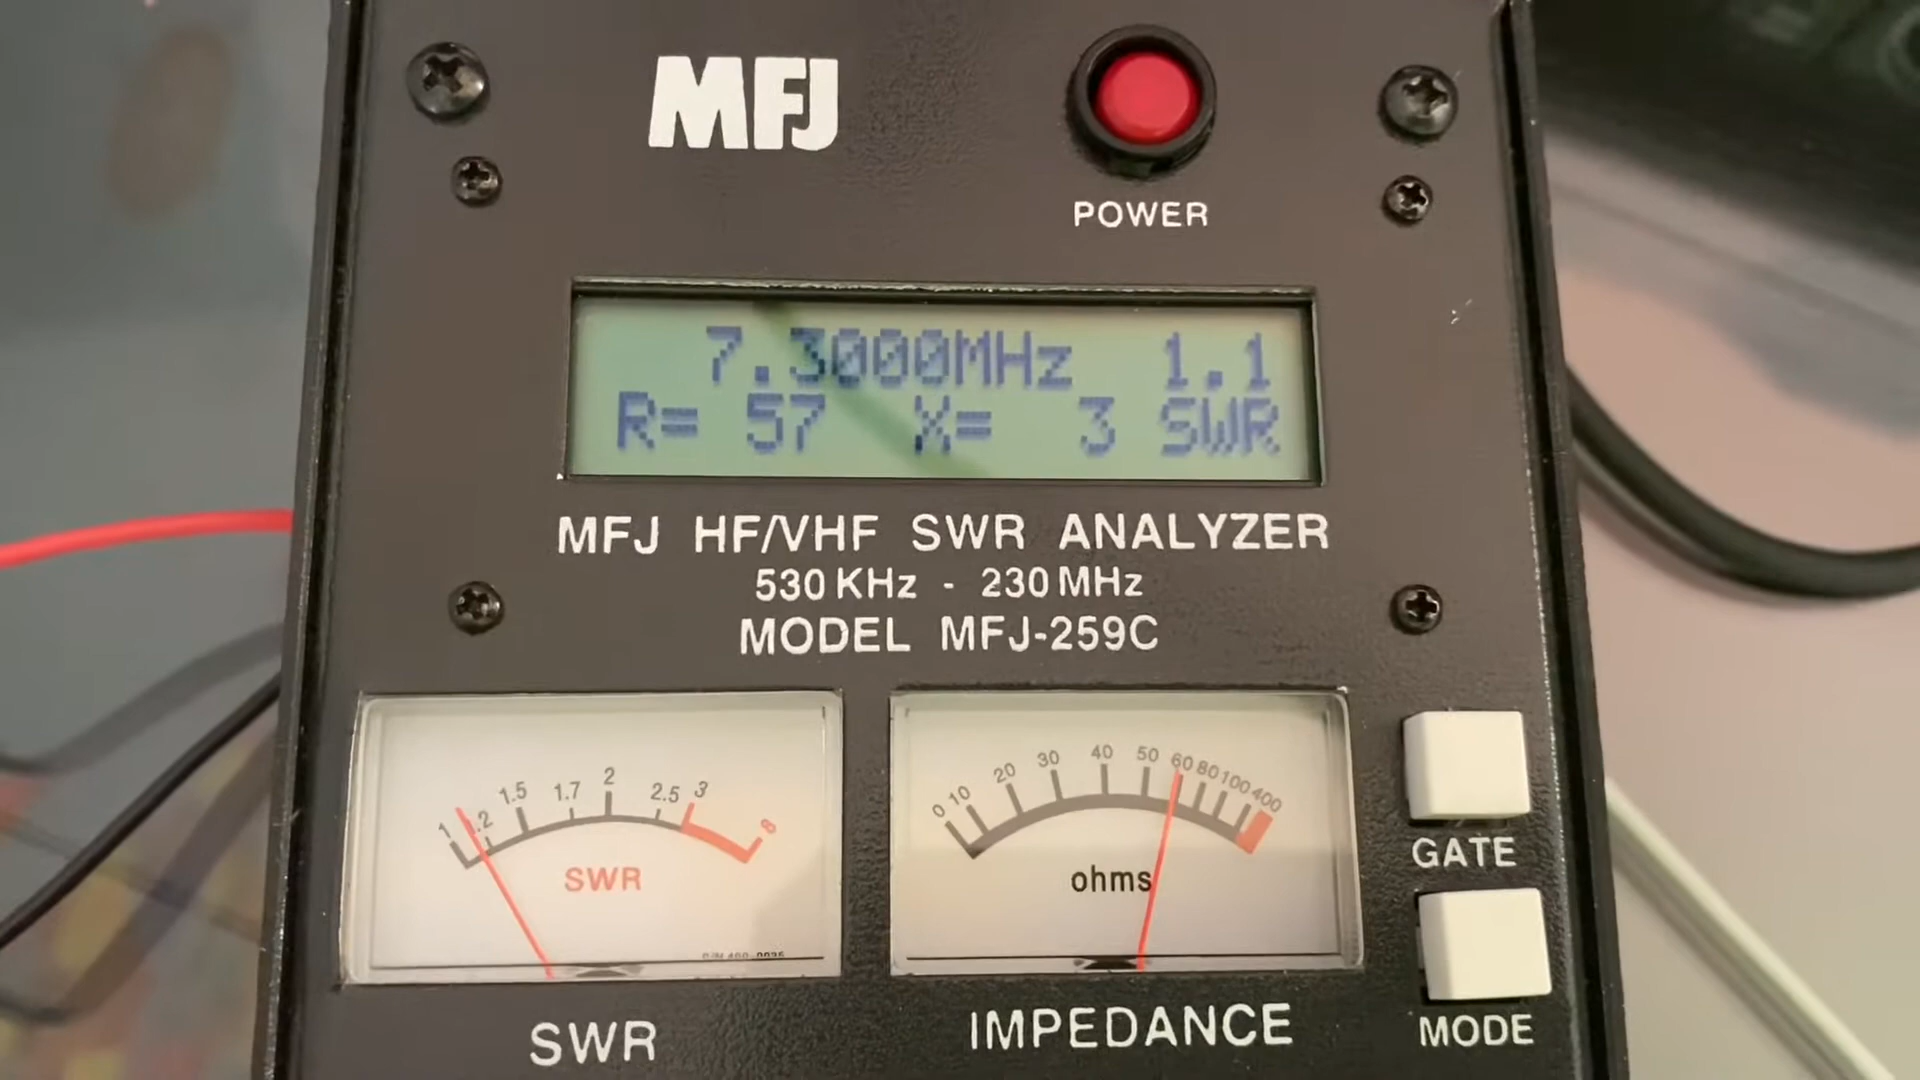 MFJ
POWER
7.3000MHz 1.1
R= 57 X= 3 SWR
MFJ HF/VHF SWR ANALYZER
530 KHz - 230 MHz
MODEL MFJ-259C
1 1.5 1.7 2 2.5 3
SWR
0 10 20 30 40 50 60 80 100 400
ohms
GATE
MODE
SWR
IMPEDANCE